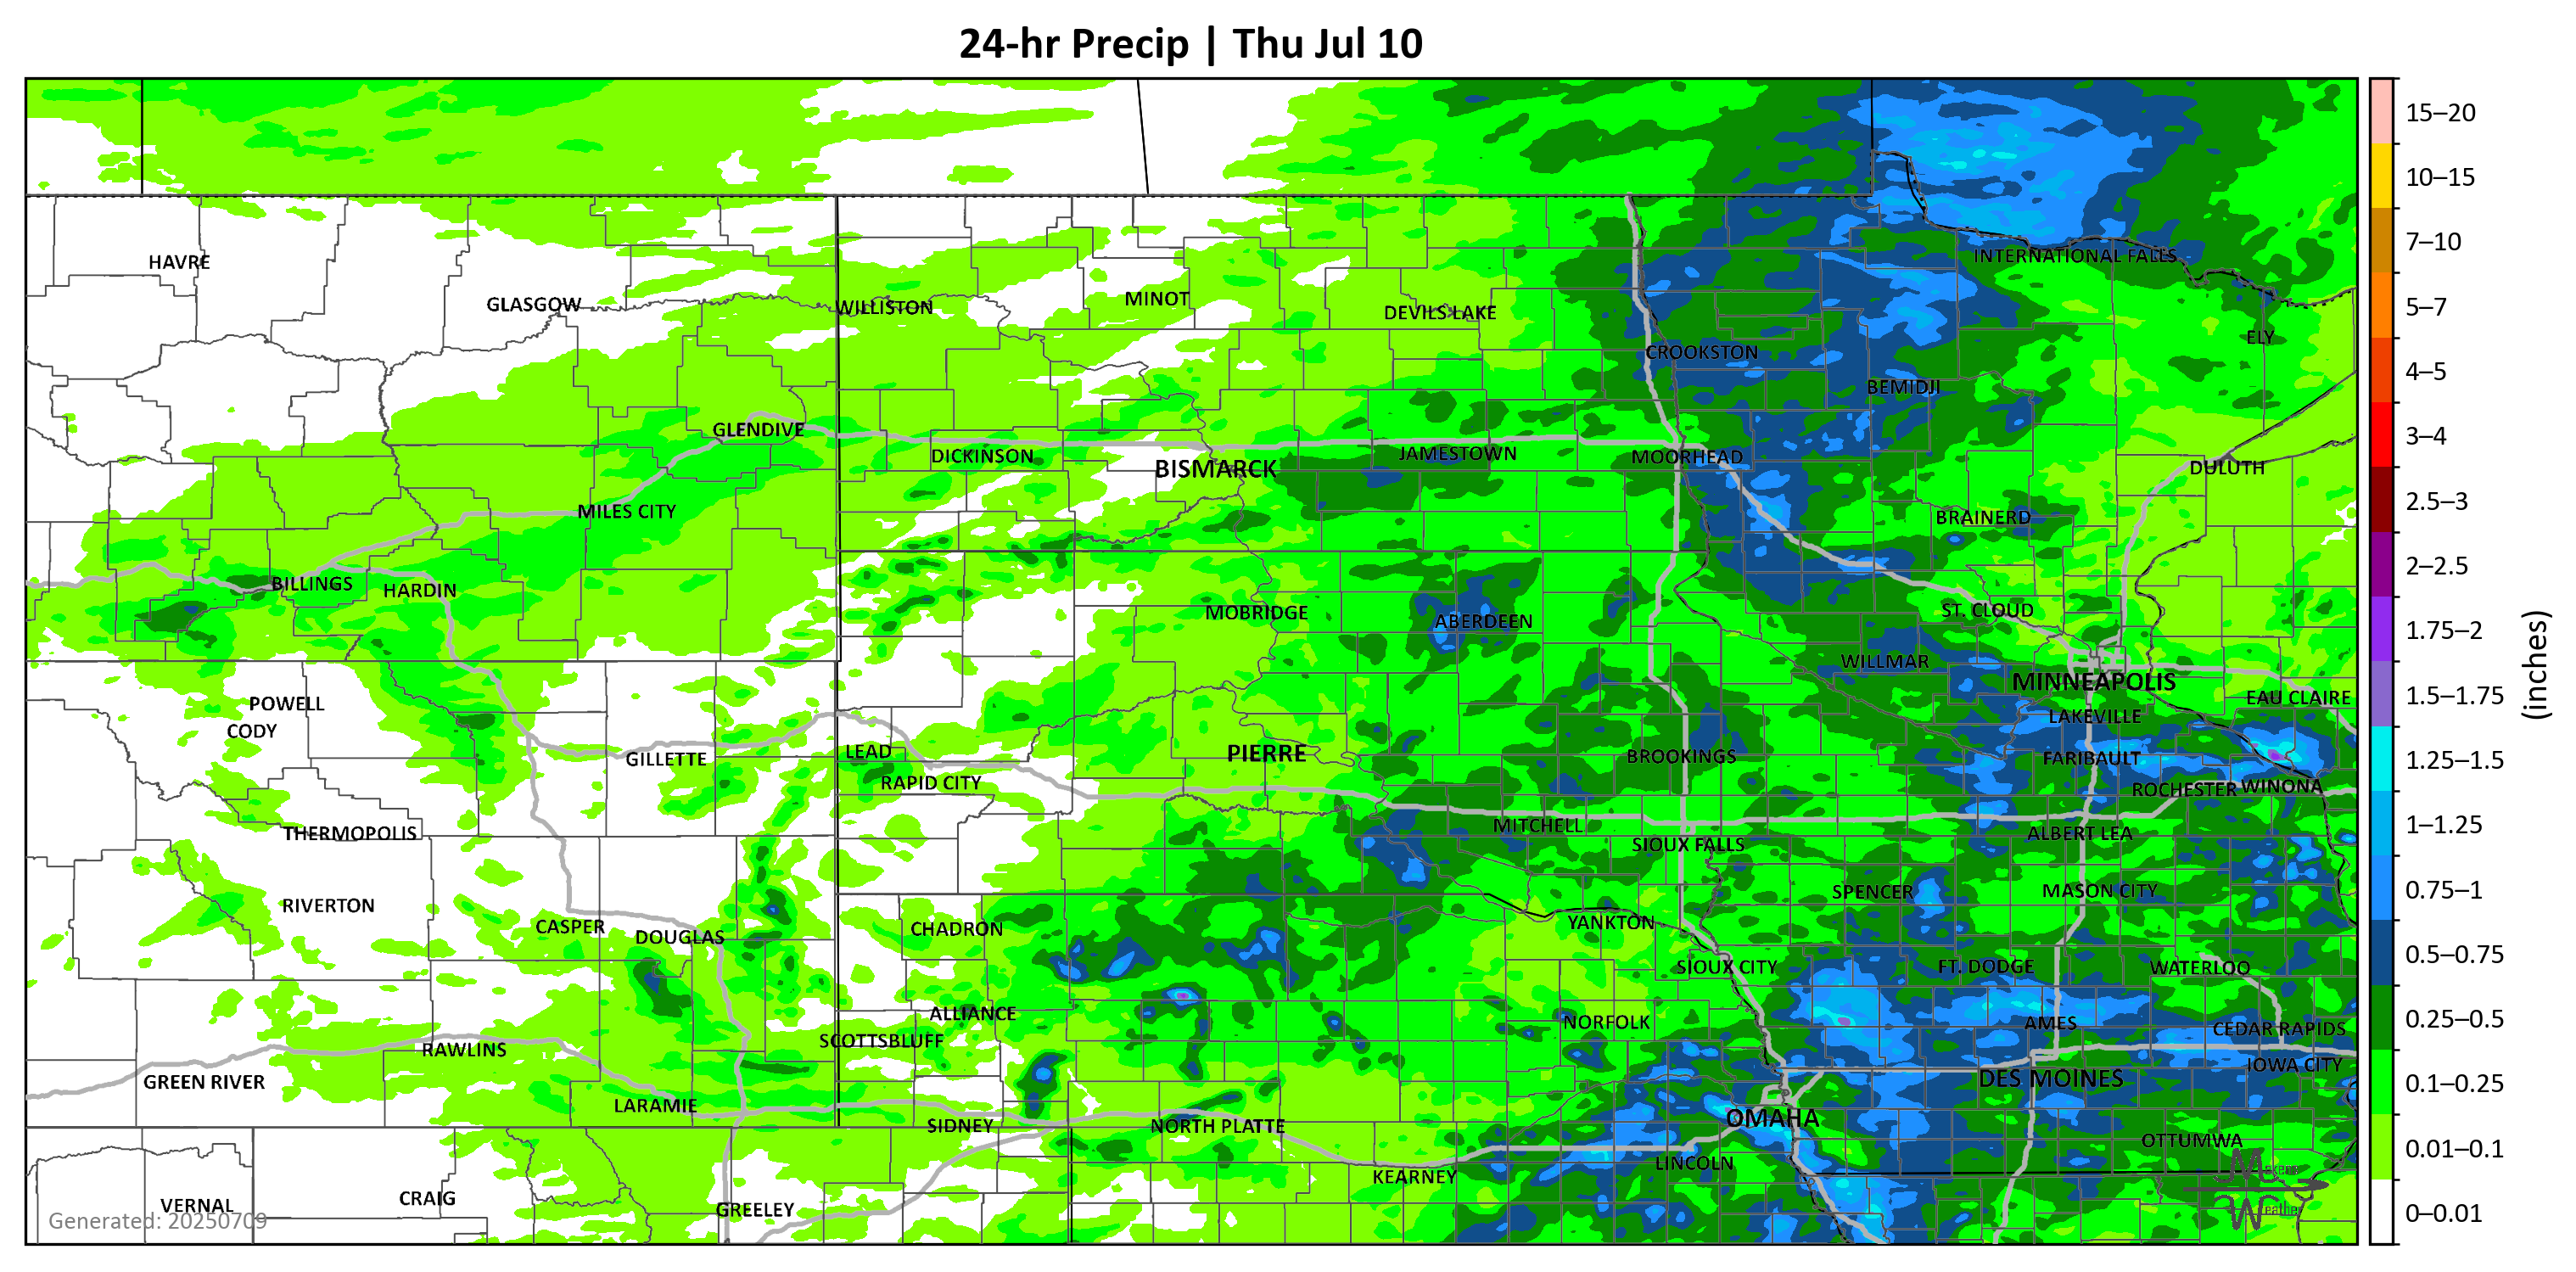 24-hr Precip | Thu Jul 10
15–20
10–15
7–10
5–7
4–5
3–4
2.5–3
2–2.5
1.75–2
1.5–1.75
1.25–1.5
1–1.25
0.75–1
0.5–0.75
0.25–0.5
0.1–0.25
0.01–0.1
0–0.01
(inches)
INTERNATIONAL FALLS
HAVRE
GLASGOW
WILLISTON
MINOT
DEVILS LAKE
ELY
CROOKSTON
BEMIDJI
GLENDIVE
DICKINSON
BISMARCK
JAMESTOWN
MOORHEAD
DULUTH
MILES CITY
BRAINERD
BILLINGS
HARDIN
MOBRIDGE
ABERDEEN
ST. CLOUD
WILLMAR
MINNEAPOLIS
EAU CLAIRE
POWELL
CODY
LAKEVILLE
GILLETTE
LEAD
RAPID CITY
PIERRE
BROOKINGS
FARIBAULT
ROCHESTER
WINONA
THERMOPOLIS
MITCHELL
SIOUX FALLS
ALBERT LEA
RIVERTON
SPENCER
MASON CITY
CASPER
DOUGLAS
CHADRON
YANKTON
SIOUX CITY
FT. DODGE
WATERLOO
ALLIANCE
SCOTTSBLUFF
NORFOLK
AMES
CEDAR RAPIDS
RAWLINS
GREEN RIVER
IOWA CITY
DES MOINES
LARAMIE
SIDNEY
NORTH PLATTE
OMAHA
OTTUMWA
LINCOLN
KEARNEY
VERNAL
CRAIG
GREELEY
Generated: 20250709
Makens
Weather